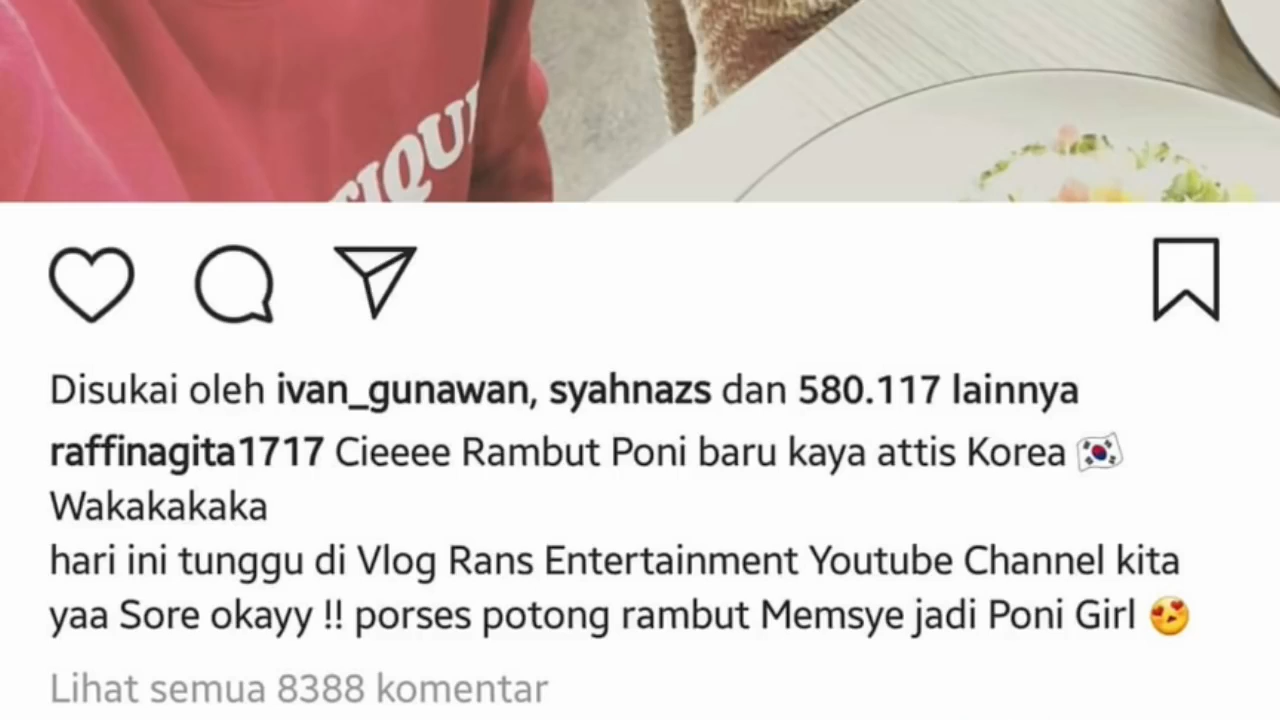 TIQUE
Disukai oleh ivan_gunawan, syahnazs dan 580.117 lainnya
raffinagita1717 Cieeee Rambut Poni baru kaya attis Korea 🇰🇷
Wakakakaka
hari ini tunggu di Vlog Rans Entertainment Youtube Channel kita
yaa Sore okayy !! porses potong rambut Memsye jadi Poni Girl 😍
Lihat semua 8388 komentar